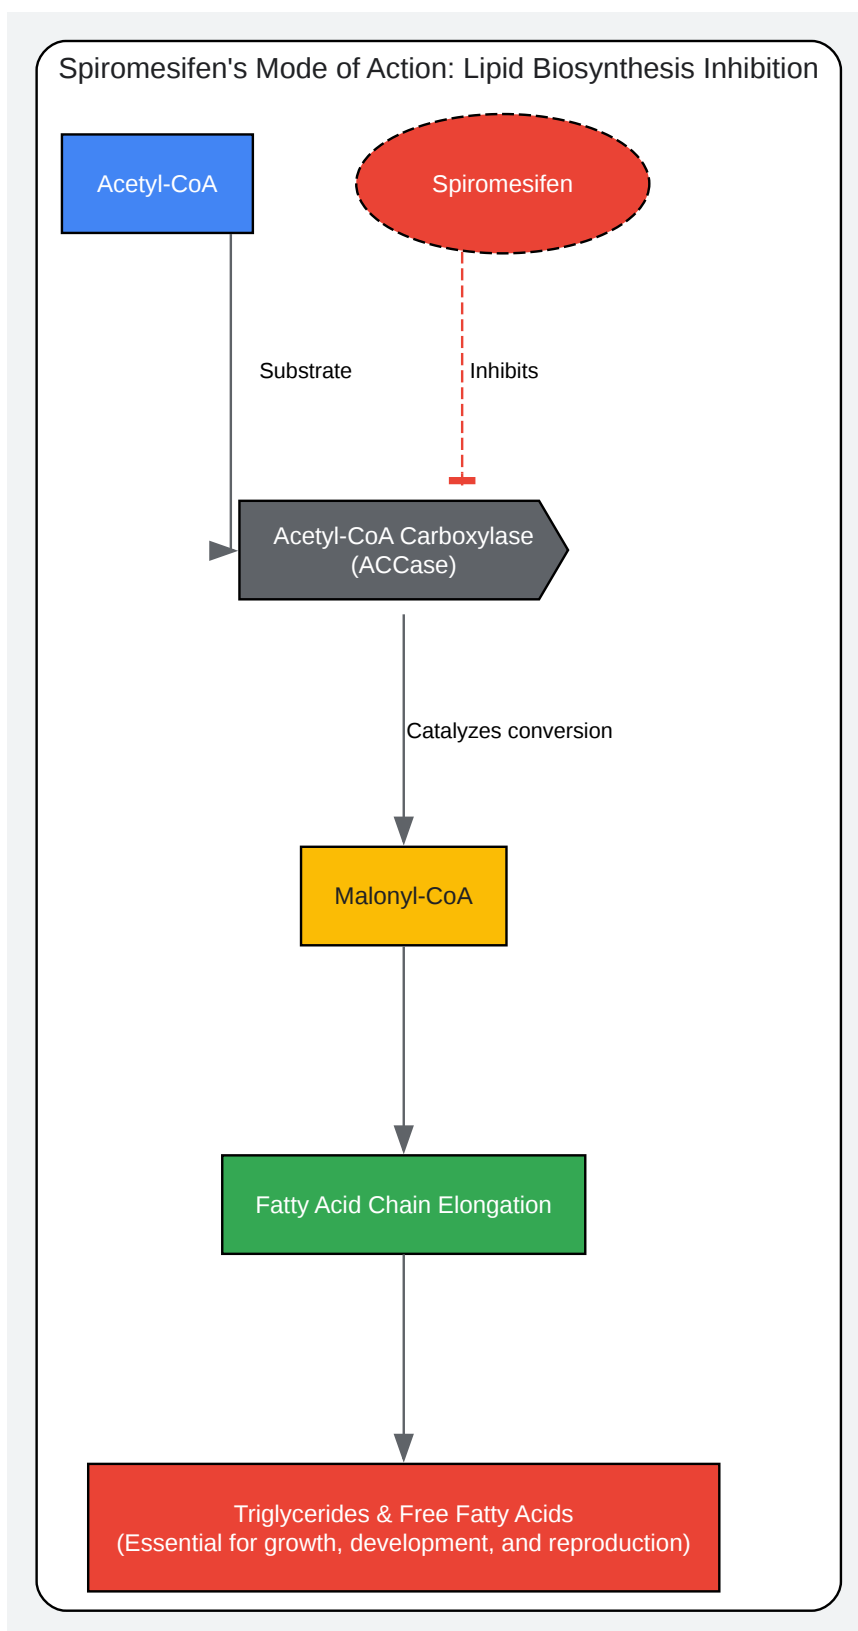 Spiromesifen's Mode of Action: Lipid Biosynthesis Inhibition
Acetyl-CoA
Spiromesifen
Substrate
Inhibits
Acetyl-CoA Carboxylase
(ACCase)
Catalyzes conversion
Malonyl-CoA
Fatty Acid Chain Elongation
Triglycerides & Free Fatty Acids
(Essential for growth, development, and reproduction)